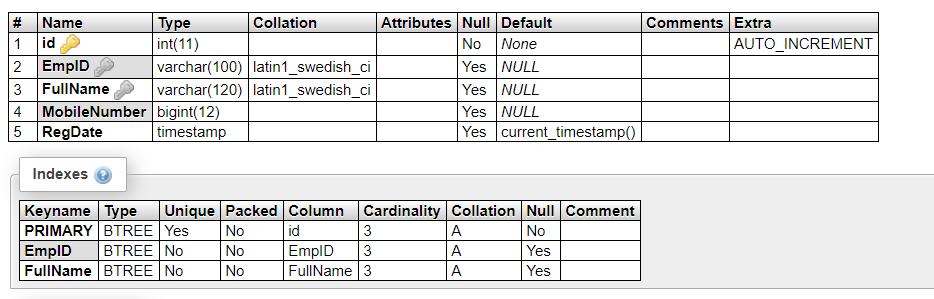 # Name Type Collation Attributes Null Default Comments Extra
1 id int(11) No None AUTO_INCREMENT
2 EmpID varchar(100) latin1_swedish_ci Yes NULL
3 FullName varchar(120) latin1_swedish_ci Yes NULL
4 MobileNumber bigint(12) Yes NULL
5 RegDate timestamp Yes current_timestamp()
Indexes ?
Keyname Type Unique Packed Column Cardinality Collation Null Comment
PRIMARY BTREE Yes No id 3 A No
EmpID BTREE No No EmpID 3 A Yes
FullName BTREE No No FullName 3 A Yes